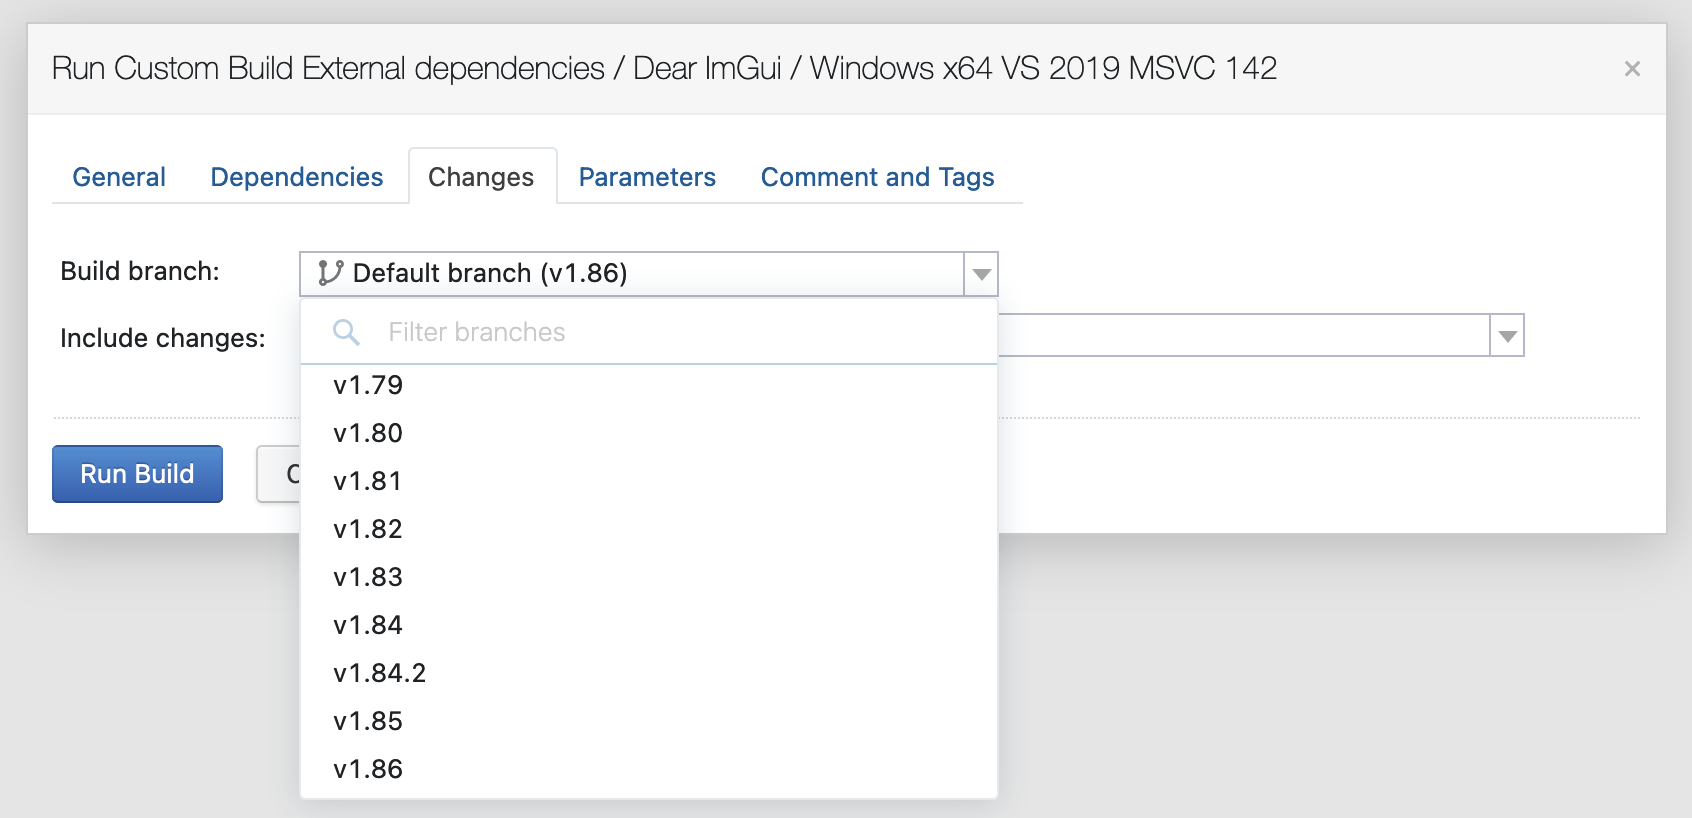 Run Custom Build External dependencies / Dear ImGui / Windows x64 VS 2019 MSVC 142
General Dependencies Changes Parameters Comment and Tags
Build branch: Default branch (v1.86)
Filter branches
Include changes:
v1.79
v1.80
v1.81
Run Build
v1.82
v1.83
v1.84
v1.84.2
v1.85
v1.86